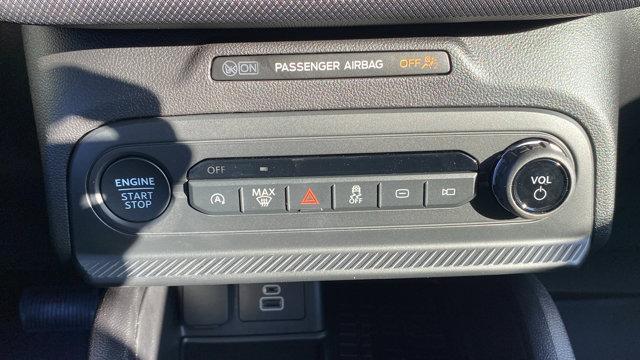 ON PASSENGER AIRBAG OFF
OFF
ENGINE
START
STOP
A
MAX
OFF
VOL